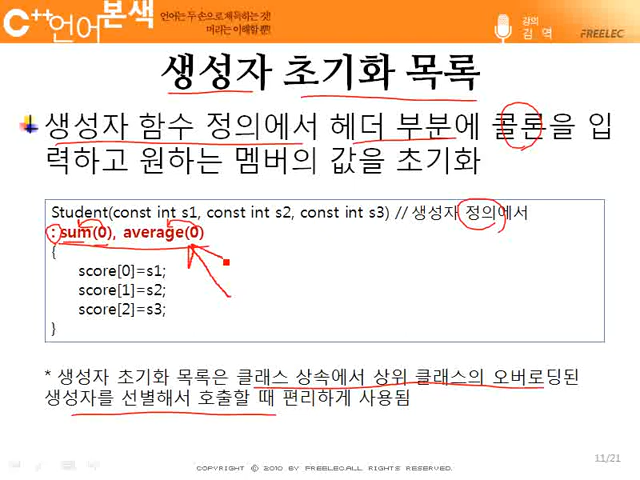 C++언어본색
언어는 두 손으로 체득하는 것!
머리는 이해할 뿐!
강의
김 역
FREELEC
생성자 초기화 목록
생성자 함수 정의에서 헤더 부분에 콜론을 입
력하고 원하는 멤버의 값을 초기화
Student(const int s1, const int s2, const int s3) // 생성자 정의에서
: sum(0), average(0)
{
score[0]=s1;
score[1]=s2;
score[2]=s3;
}
* 생성자 초기화 목록은 클래스 상속에서 상위 클래스의 오버로딩된
생성자를 선별해서 호출할 때 편리하게 사용됨
11/21
COPYRIGHT © 2010 BY FREELEC.ALL RIGHTS RESERVED.